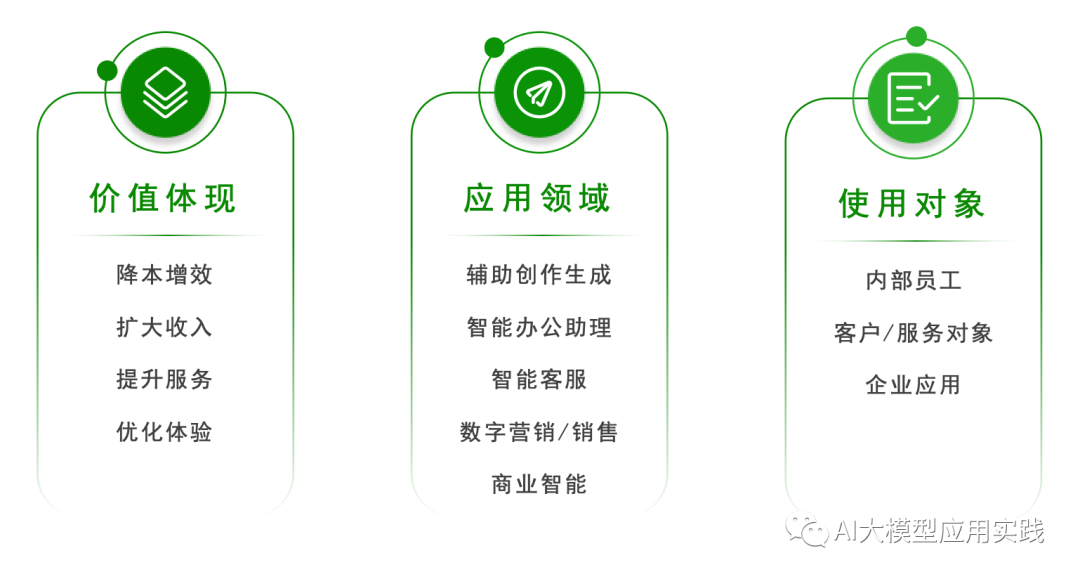 价值体现
降本增效
扩大收入
提升服务
优化体验
应用领域
辅助创作生成
智能办公助理
智能客服
数字营销/销售
商业智能
使用对象
内部员工
客户/服务对象
企业应用
AI大模型应用实践